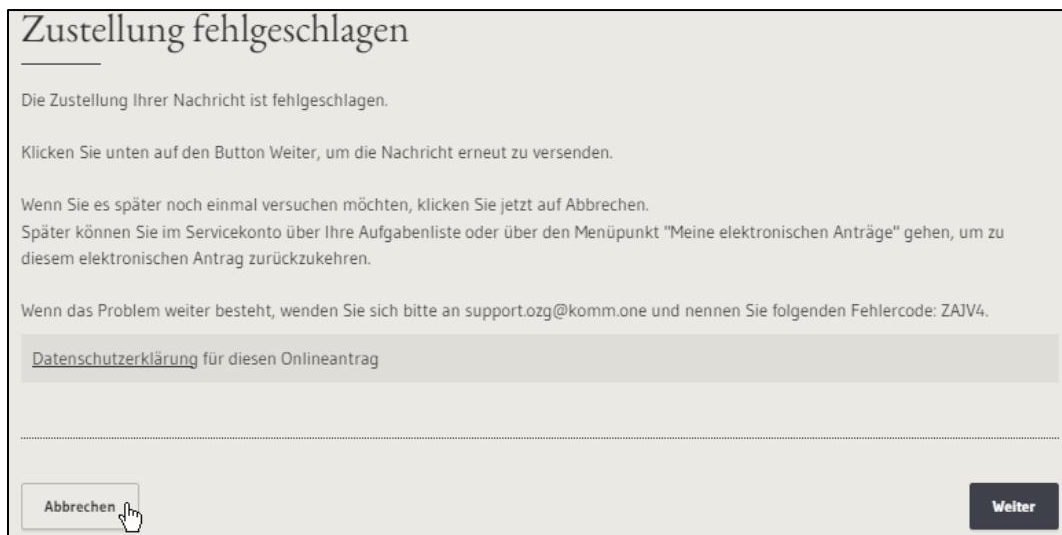 Zustellung fehlgeschlagen
Die Zustellung Ihrer Nachricht ist fehlgeschlagen.
Klicken Sie unten auf den Button Weiter, um die Nachricht erneut zu versenden.
Wenn Sie es später noch einmal versuchen möchten, klicken Sie jetzt auf Abbrechen.
Später können Sie im Servicekonto über Ihre Aufgabenliste oder über den Menüpunkt "Meine elektronischen Anträge" gehen, um zu
diesem elektronischen Antrag zurückzukehren.
Wenn das Problem weiter besteht, wenden Sie sich bitte an support.ozg@komm.one und nennen Sie folgenden Fehlercode: ZAJV4.
Datenschutzerklärung für diesen Onlineantrag
Abbrechen
Weiter